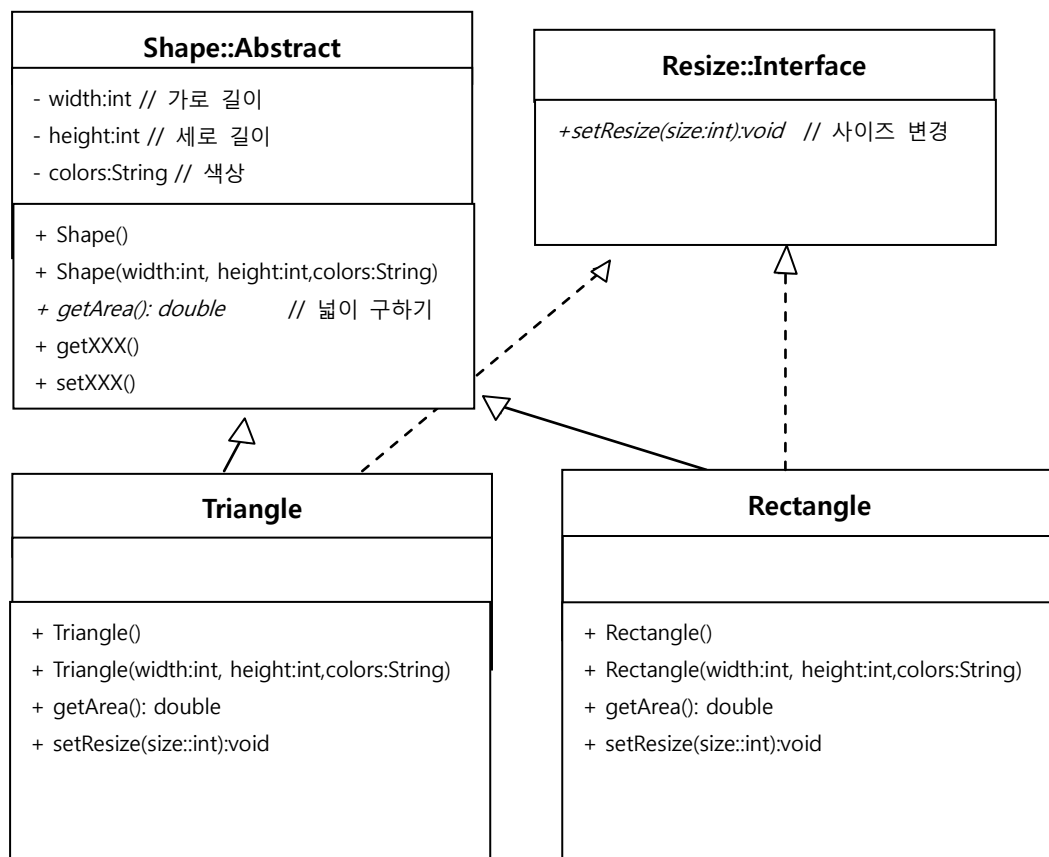 Shape::Abstract
- width:int // 가로 길이
- height:int // 세로 길이
- colors:String // 색상
+ Shape()
+ Shape(width:int, height:int,colors:String)
+ getArea(): double // 넓이 구하기
+ getXXX()
+ setXXX()
Resize::Interface
+setResize(size:int):void // 사이즈 변경
Triangle
+ Triangle()
+ Triangle(width:int, height:int,colors:String)
+ getArea(): double
+ setResize(size::int):void
Rectangle
+ Rectangle()
+ Rectangle(width:int, height:int,colors:String)
+ getArea(): double
+ setResize(size::int):void